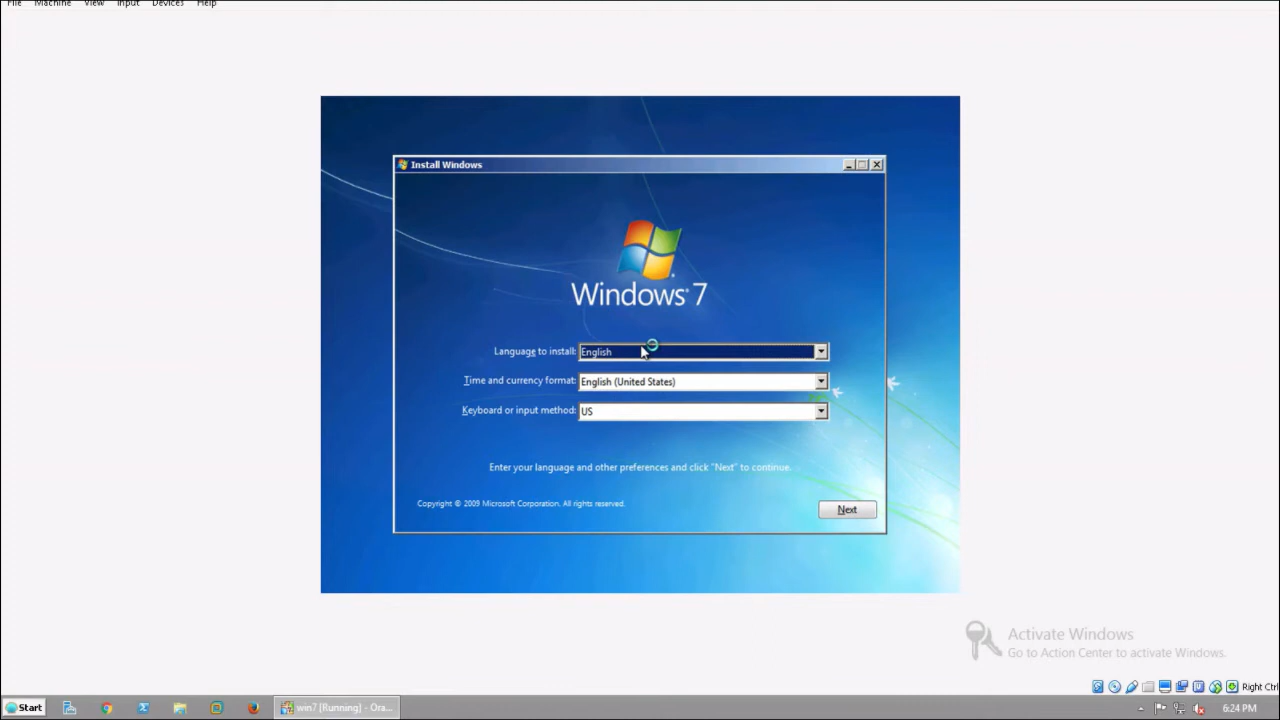 File Machine View Input Devices Help
Install Windows
Windows 7
Language to install: English
Time and currency format: English (United States)
Keyboard or input method: US
Enter your language and other preferences and click "Next" to continue.
Copyright © 2009 Microsoft Corporation. All rights reserved.
Next
Activate Windows
Go to Action Center to activate Windows.
Right Ctrl
Start
win7 [Running] - Ora...
6:24 PM